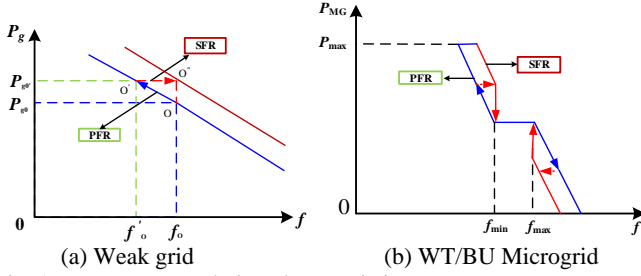 P_g
SFR
P_g0'
O'
O''
P_g0
O
PFR
0
f'_o
f_o
f
(a) Weak grid
P_MG
P_max
SFR
PFR
0
f_min
f_max
f
(b) WT/BU Microgrid